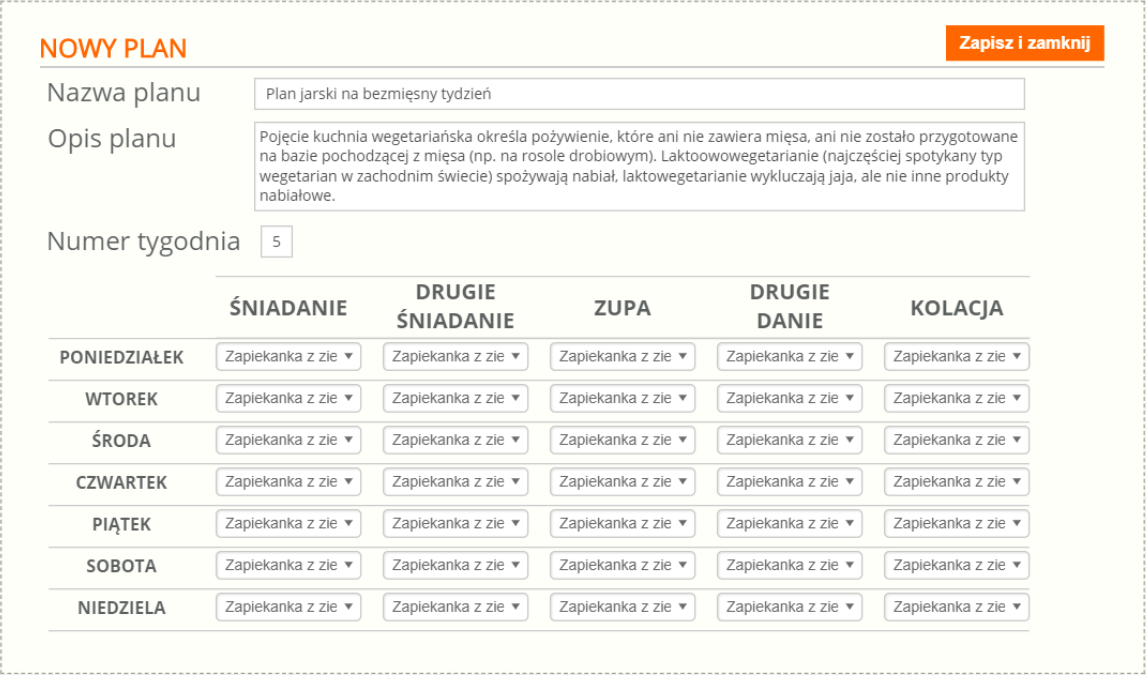 NOWY PLAN
Zapisz i zamknij
Nazwa planu
Plan jarski na bezmięsny tydzień
Opis planu
Pojęcie kuchnia wegetariańska określa pożywienie, które ani nie zawiera mięsa, ani nie zostało przygotowane
na bazie pochodzącej z mięsa (np. na rosole drobiowym). Laktoowowegetarianie (najczęściej spotykany typ
wegetarian w zachodnim świecie) spożywają nabiał, laktowegetarianie wykluczają jaja, ale nie inne produkty
nabiałowe.
Numer tygodnia 5
ŚNIADANIE DRUGIE ŚNIADANIE ZUPA DRUGIE DANIE KOLACJA
PONIEDZIAŁEK Zapiekanka z zie Zapiekanka z zie Zapiekanka z zie Zapiekanka z zie Zapiekanka z zie
WTOREK Zapiekanka z zie Zapiekanka z zie Zapiekanka z zie Zapiekanka z zie Zapiekanka z zie
ŚRODA Zapiekanka z zie Zapiekanka z zie Zapiekanka z zie Zapiekanka z zie Zapiekanka z zie
CZWARTEK Zapiekanka z zie Zapiekanka z zie Zapiekanka z zie Zapiekanka z zie Zapiekanka z zie
PIĄTEK Zapiekanka z zie Zapiekanka z zie Zapiekanka z zie Zapiekanka z zie Zapiekanka z zie
SOBOTA Zapiekanka z zie Zapiekanka z zie Zapiekanka z zie Zapiekanka z zie Zapiekanka z zie
NIEDZIELA Zapiekanka z zie Zapiekanka z zie Zapiekanka z zie Zapiekanka z zie Zapiekanka z zie